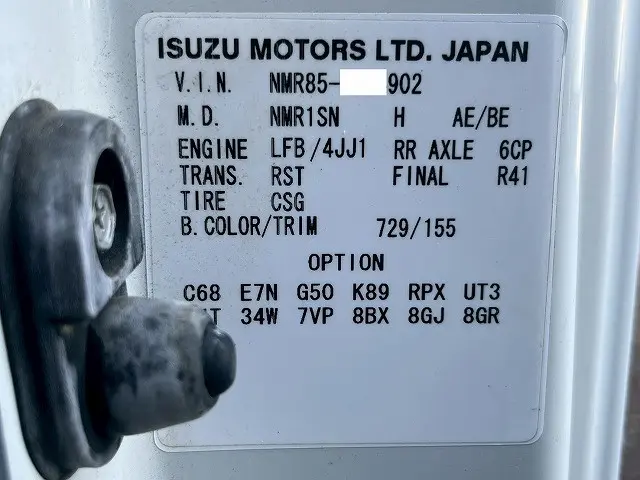 ISUZU MOTORS LTD. JAPAN
V.I.N. NMR85- 902
M.D. NMR1SN H AE/BE
ENGINE LFB/4JJ1 RR AXLE 6CP
TRANS. RST FINAL R41
TIRE CSG
B.COLOR/TRIM 729/155
OPTION
C68 E7N G50 K89 RPX UT3
34W 7VP 8BX 8GJ 8GR